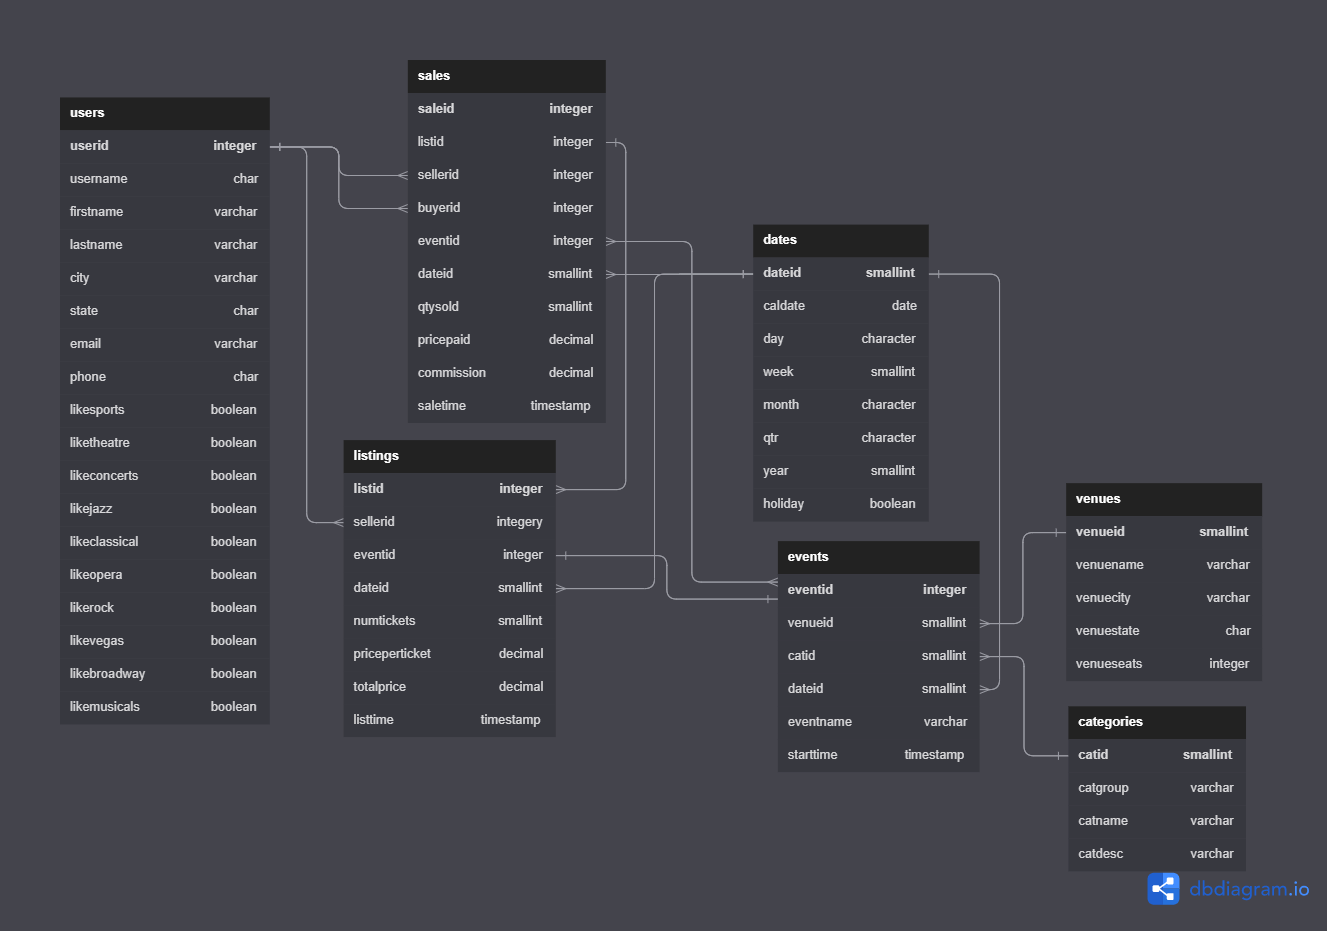 users
userid integer
username char
firstname varchar
lastname varchar
city varchar
state char
email varchar
phone char
likesports boolean
liketheatre boolean
likeconcerts boolean
likejazz boolean
likeclassical boolean
likeopera boolean
likerock boolean
likevegas boolean
likebroadway boolean
likemusicals boolean
sales
saleid integer
listid integer
sellerid integer
buyerid integer
eventid integer
dateid smallint
qtysold smallint
pricepaid decimal
commission decimal
saletime timestamp
listings
listid integer
sellerid integery
eventid integer
dateid smallint
numtickets smallint
priceperticket decimal
totalprice decimal
listtime timestamp
dates
dateid smallint
caldate date
day character
week smallint
month character
qtr character
year smallint
holiday boolean
events
eventid integer
venueid smallint
catid smallint
dateid smallint
eventname varchar
starttime timestamp
venues
venueid smallint
venuename varchar
venuecity varchar
venuestate char
venueseats integer
categories
catid smallint
catgroup varchar
catname varchar
catdesc varchar
dbdiagram.io